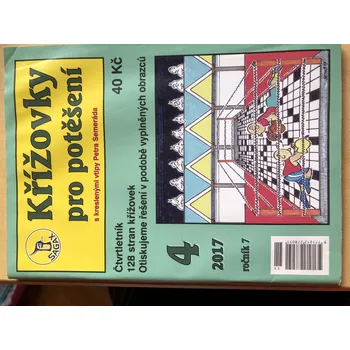 Křížovky
pro potěšení
s kreslenými vtipy Petra Semeráda
40 Kč
SAGAX
Čtvrtletník
128 stran křížovek
Otiskujeme řešení v podobě vyplněných obrazců
4
2017
ročník 7